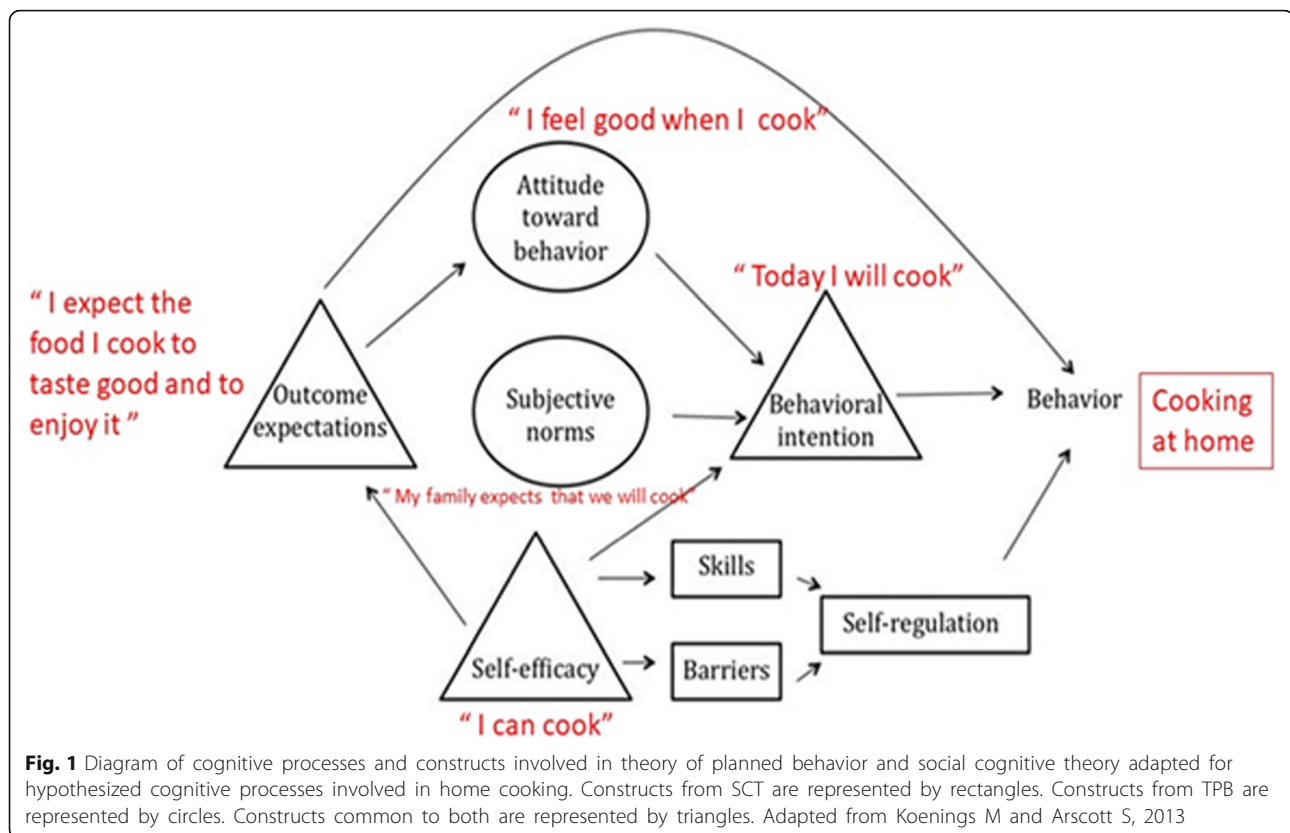 “ I feel good when I cook”
Attitude
toward
behavior
“ Today I will cook”
“ I expect the
food I cook to
taste good and to
enjoy it ”
Outcome
expectations
Subjective
norms
Behavioral
intention
Behavior
Cooking
at home
“ My family expects that we will cook”
Skills
Self-regulation
Self-efficacy
Barriers
“ I can cook”
Fig. 1 Diagram of cognitive processes and constructs involved in theory of planned behavior and social cognitive theory adapted for
hypothesized cognitive processes involved in home cooking. Constructs from SCT are represented by rectangles. Constructs from TPB are
represented by circles. Constructs common to both are represented by triangles. Adapted from Koenings M and Arscott S, 2013